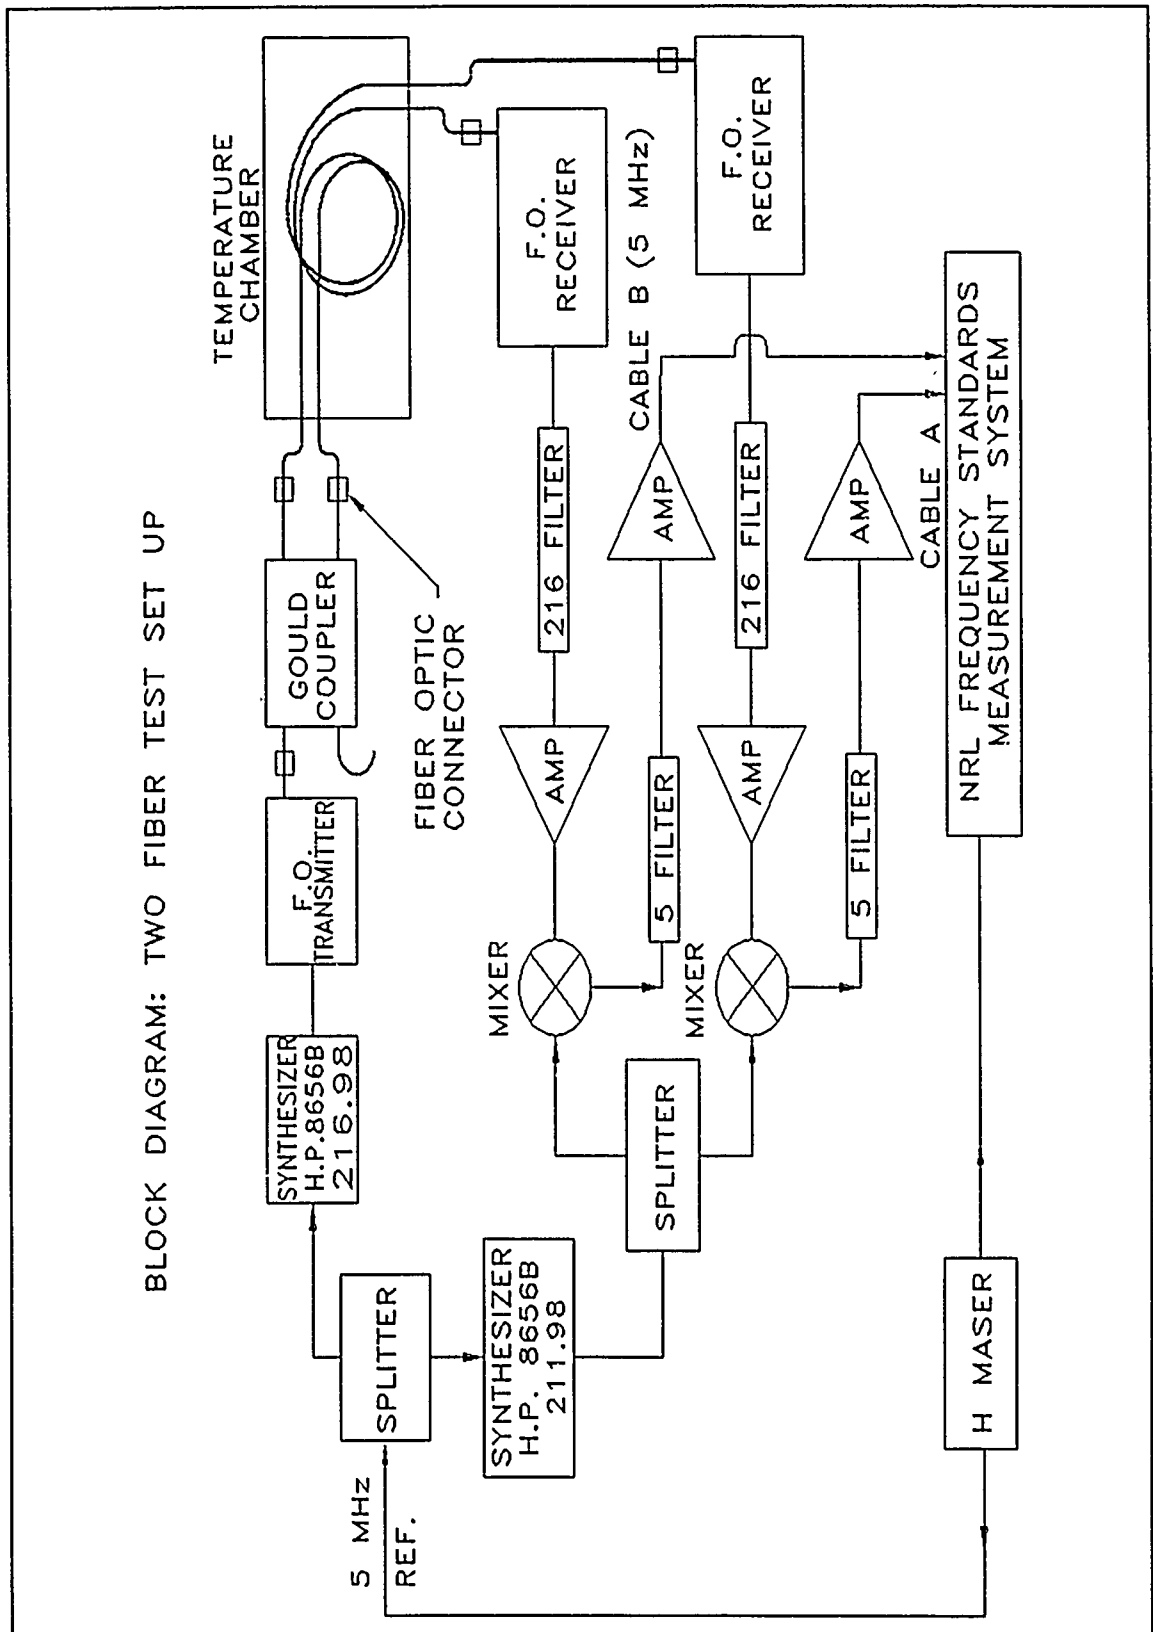 BLOCK DIAGRAM: TWO FIBER TEST SET UP
5 MHz
REF.
SPLITTER
SYNTHESIZER
H.P.8656B
216.98
F.O.
TRANSMITTER
GOULD
COUPLER
TEMPERATURE
CHAMBER
FIBER OPTIC
CONNECTOR
SYNTHESIZER
H.P. 8656B
211.98
SPLITTER
MIXER
AMP
216 FILTER
F.O.
RECEIVER
5 FILTER
AMP
CABLE B (5 MHz)
MIXER
AMP
216 FILTER
F.O.
RECEIVER
5 FILTER
AMP
CABLE A
H MASER
NRL FREQUENCY STANDARDS
MEASUREMENT SYSTEM